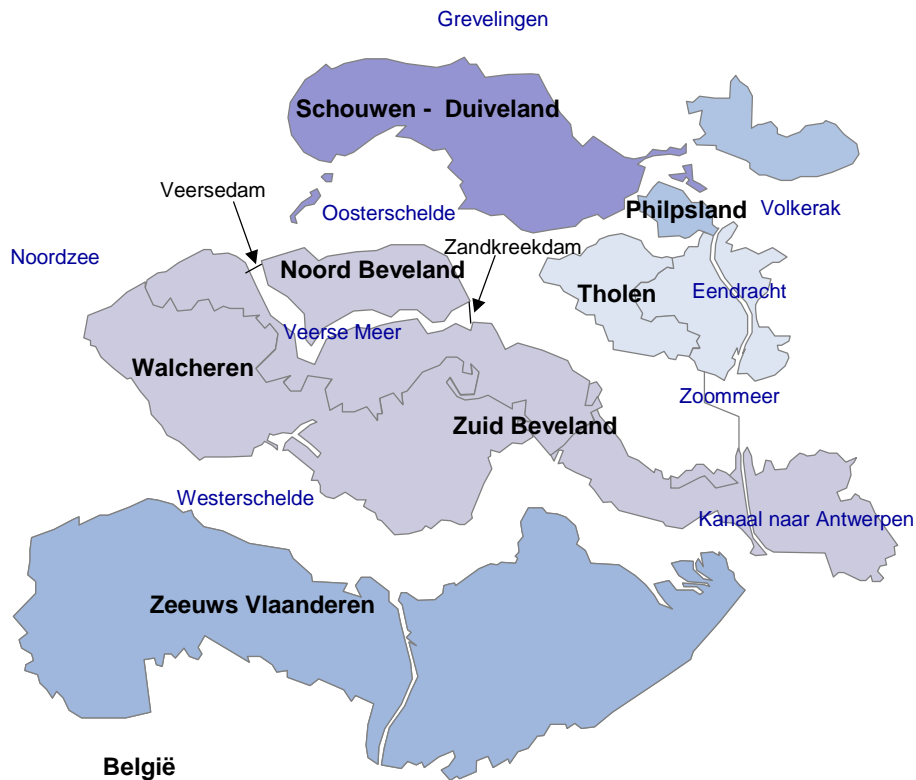 Grevelingen
Schouwen - Duiveland
Veersedam
Oosterschelde
Philpsland
Volkerak
Zandkreekdam
Noordzee
Noord Beveland
Tholen
Eendracht
Veerse Meer
Walcheren
Zoommeer
Zuid Beveland
Westerschelde
Kanaal naar Antwerpen
Zeeuws Vlaanderen
België